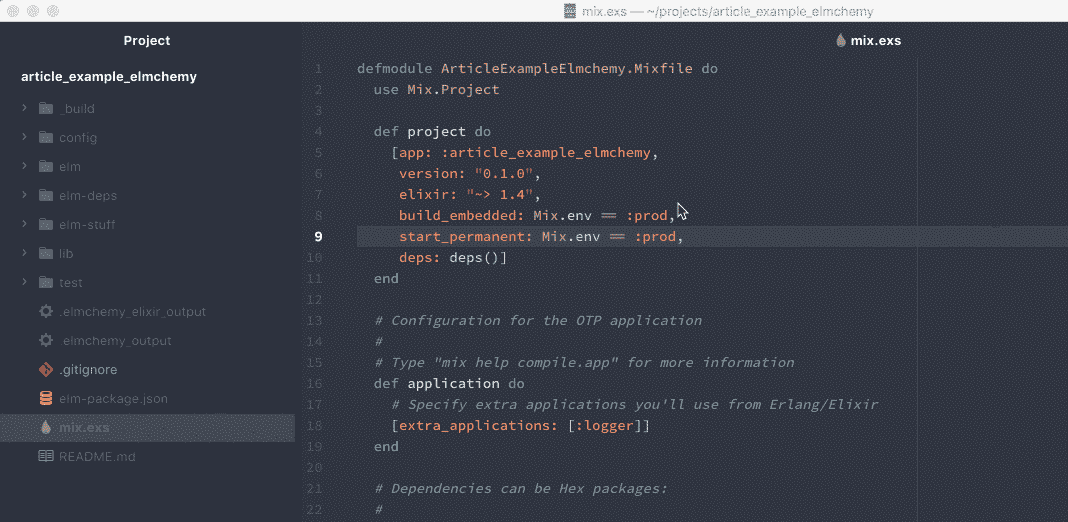 mix.exs — ~/projects/article_example_elmchemy
Project
mix.exs
article_example_elmchemy
_build
config
elm
elm-deps
elm-stuff
lib
test
.elmchemy_elixir_output
.elmchemy_output
.gitignore
elm-package.json
mix.exs
README.md
1 defmodule ArticleExampleElmchemy.Mixfile do
2   use Mix.Project
3
4   def project do
5     [app: :article_example_elmchemy,
6      version: "0.1.0",
7      elixir: "~> 1.4",
8      build_embedded: Mix.env == :prod,
9      start_permanent: Mix.env == :prod,
10      deps: deps()]
11   end
12
13   # Configuration for the OTP application
14   #
15   # Type "mix help compile.app" for more information
16   def application do
17     # Specify extra applications you'll use from Erlang/Elixir
18     [extra_applications: [:logger]]
19   end
20
21   # Dependencies can be Hex packages:
22   #